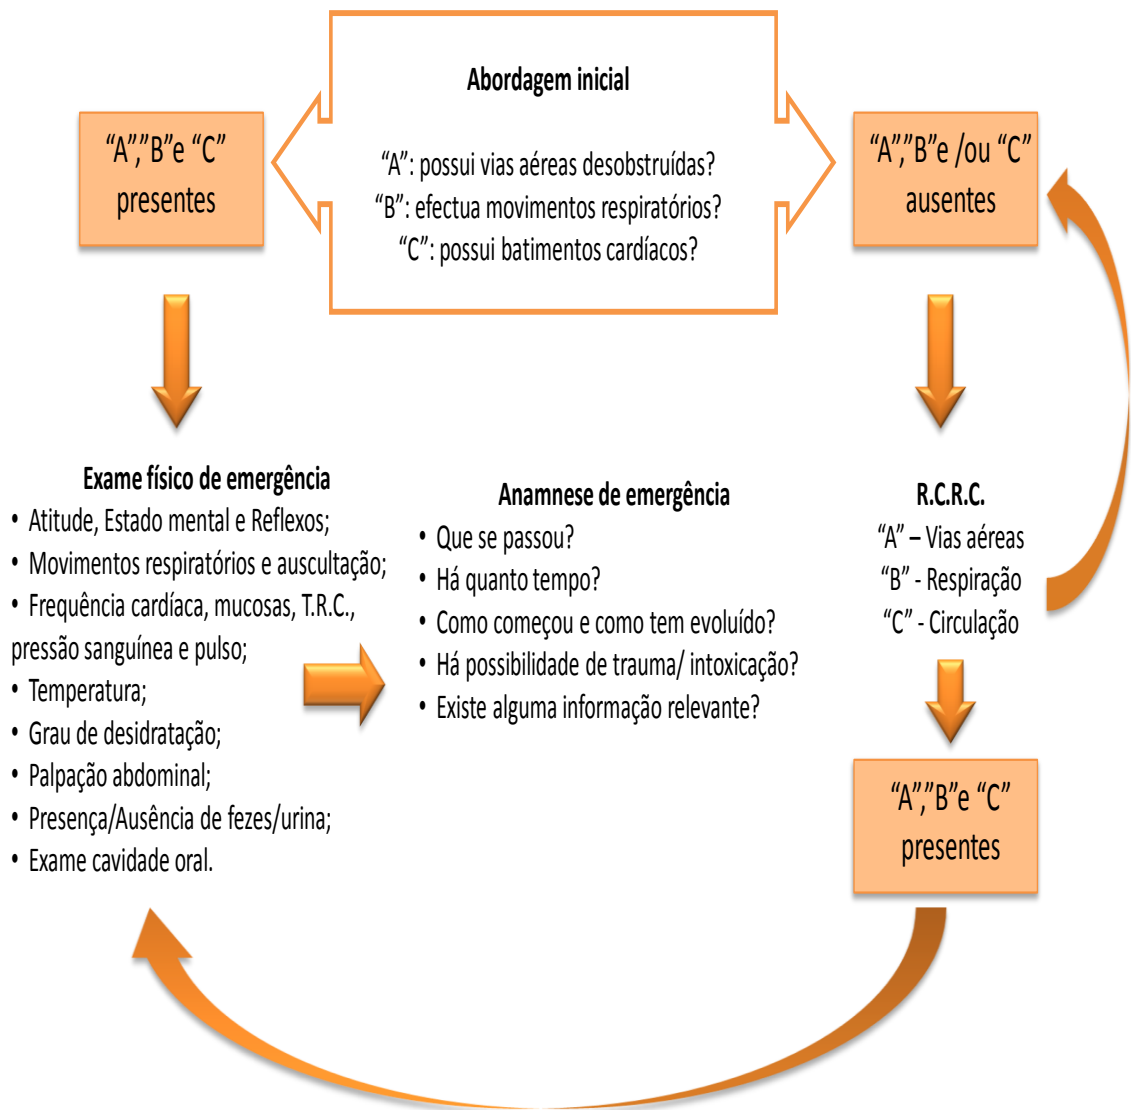 Abordagem inicial
“A”: possui vias aéreas desobstruídas?
“B”: efectua movimentos respiratórios?
“C”: possui batimentos cardíacos?
“A”,”B”e “C”
presentes
“A”,”B”e /ou “C”
ausentes
Exame físico de emergência
• Atitude, Estado mental e Reflexos;
• Movimentos respiratórios e auscultação;
• Frequência cardíaca, mucosas, T.R.C.,
pressão sanguínea e pulso;
• Temperatura;
• Grau de desidratação;
• Palpação abdominal;
• Presença/Ausência de fezes/urina;
• Exame cavidade oral.
Anamnese de emergência
• Que se passou?
• Há quanto tempo?
• Como começou e como tem evoluído?
• Há possibilidade de trauma/ intoxicação?
• Existe alguma informação relevante?
R.C.R.C.
“A” – Vias aéreas
“B” - Respiração
“C” - Circulação
“A”,”B”e “C”
presentes